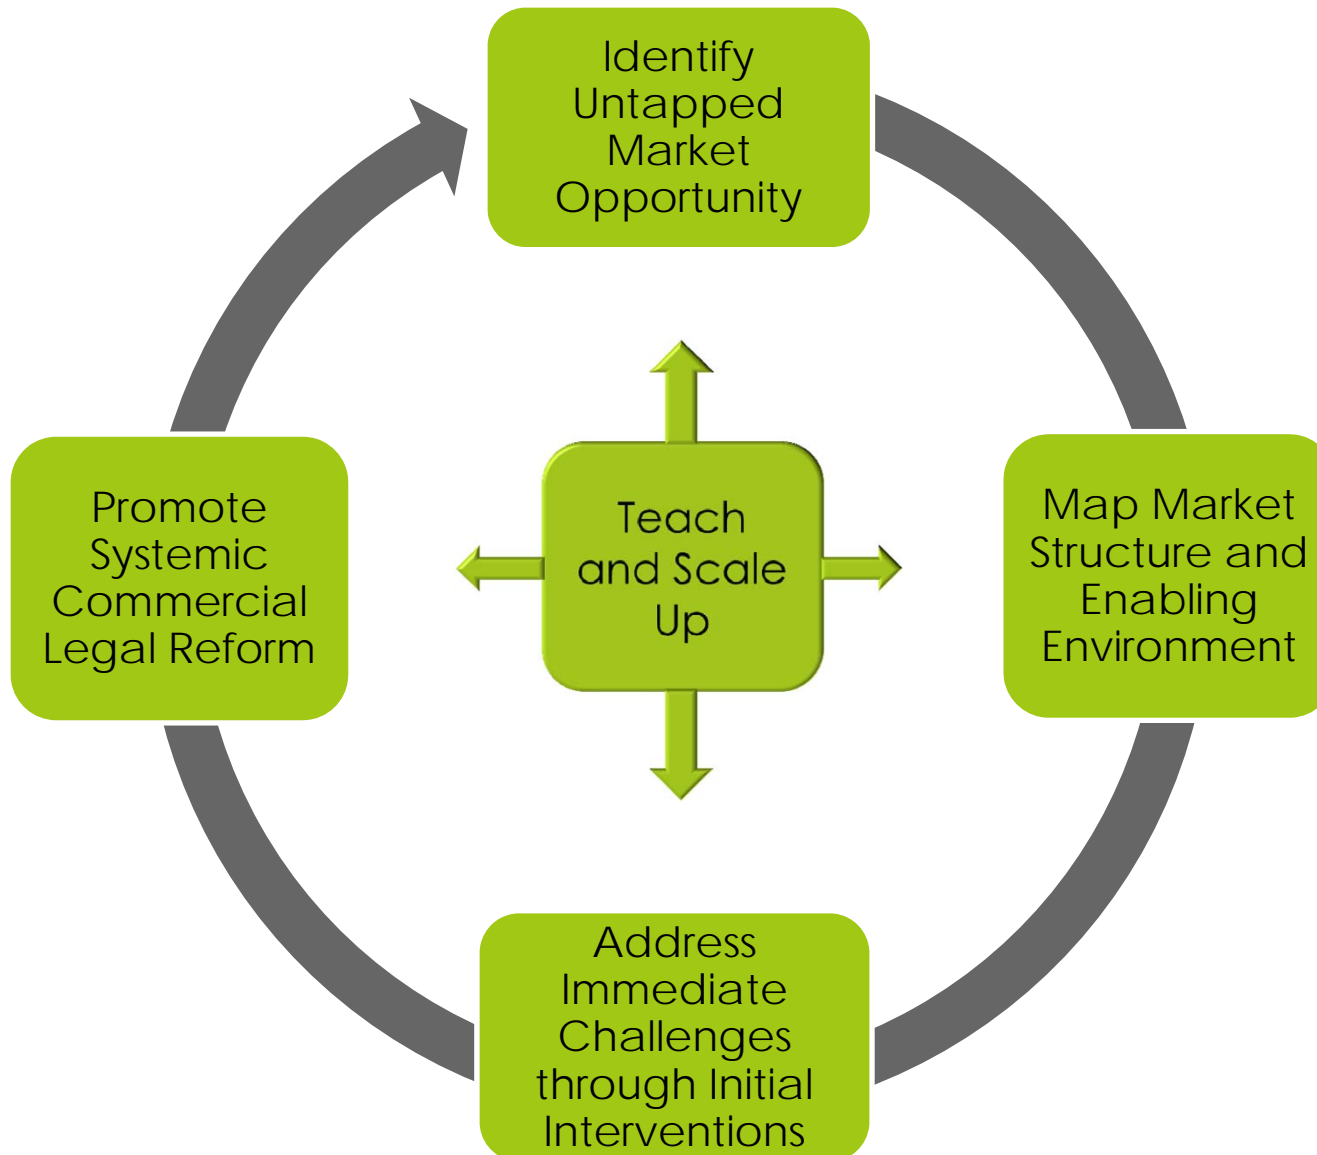 Identify
Untapped
Market
Opportunity
Map Market
Structure and
Enabling
Environment
Address
Immediate
Challenges
through Initial
Interventions
Promote
Systemic
Commercial
Legal Reform
Teach
and Scale
Up